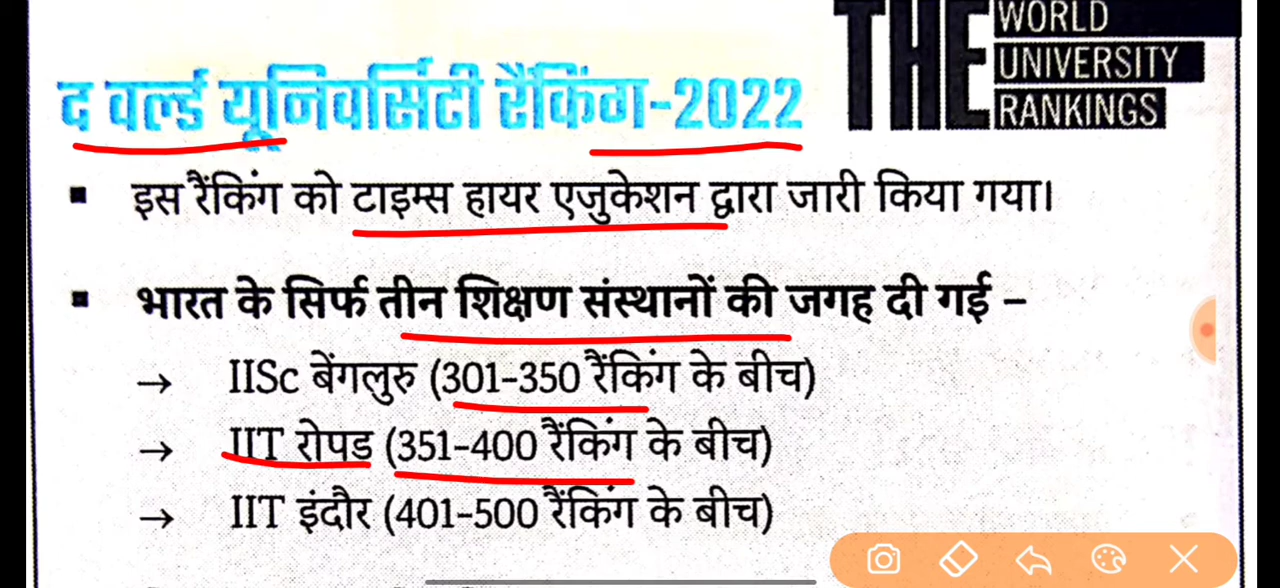 THE WORLD
UNIVERSITY
RANKINGS
द वर्ल्ड यूनिवर्सिटी रैंकिंग-2022
▪ इस रैंकिंग को टाइम्स हायर एजुकेशन द्वारा जारी किया गया।
▪ भारत के सिर्फ तीन शिक्षण संस्थानों की जगह दी गई –
→ IISc बेंगलुरु (301-350 रैंकिंग के बीच)
→ IIT रोपड (351-400 रैंकिंग के बीच)
→ IIT इंदौर (401-500 रैंकिंग के बीच)